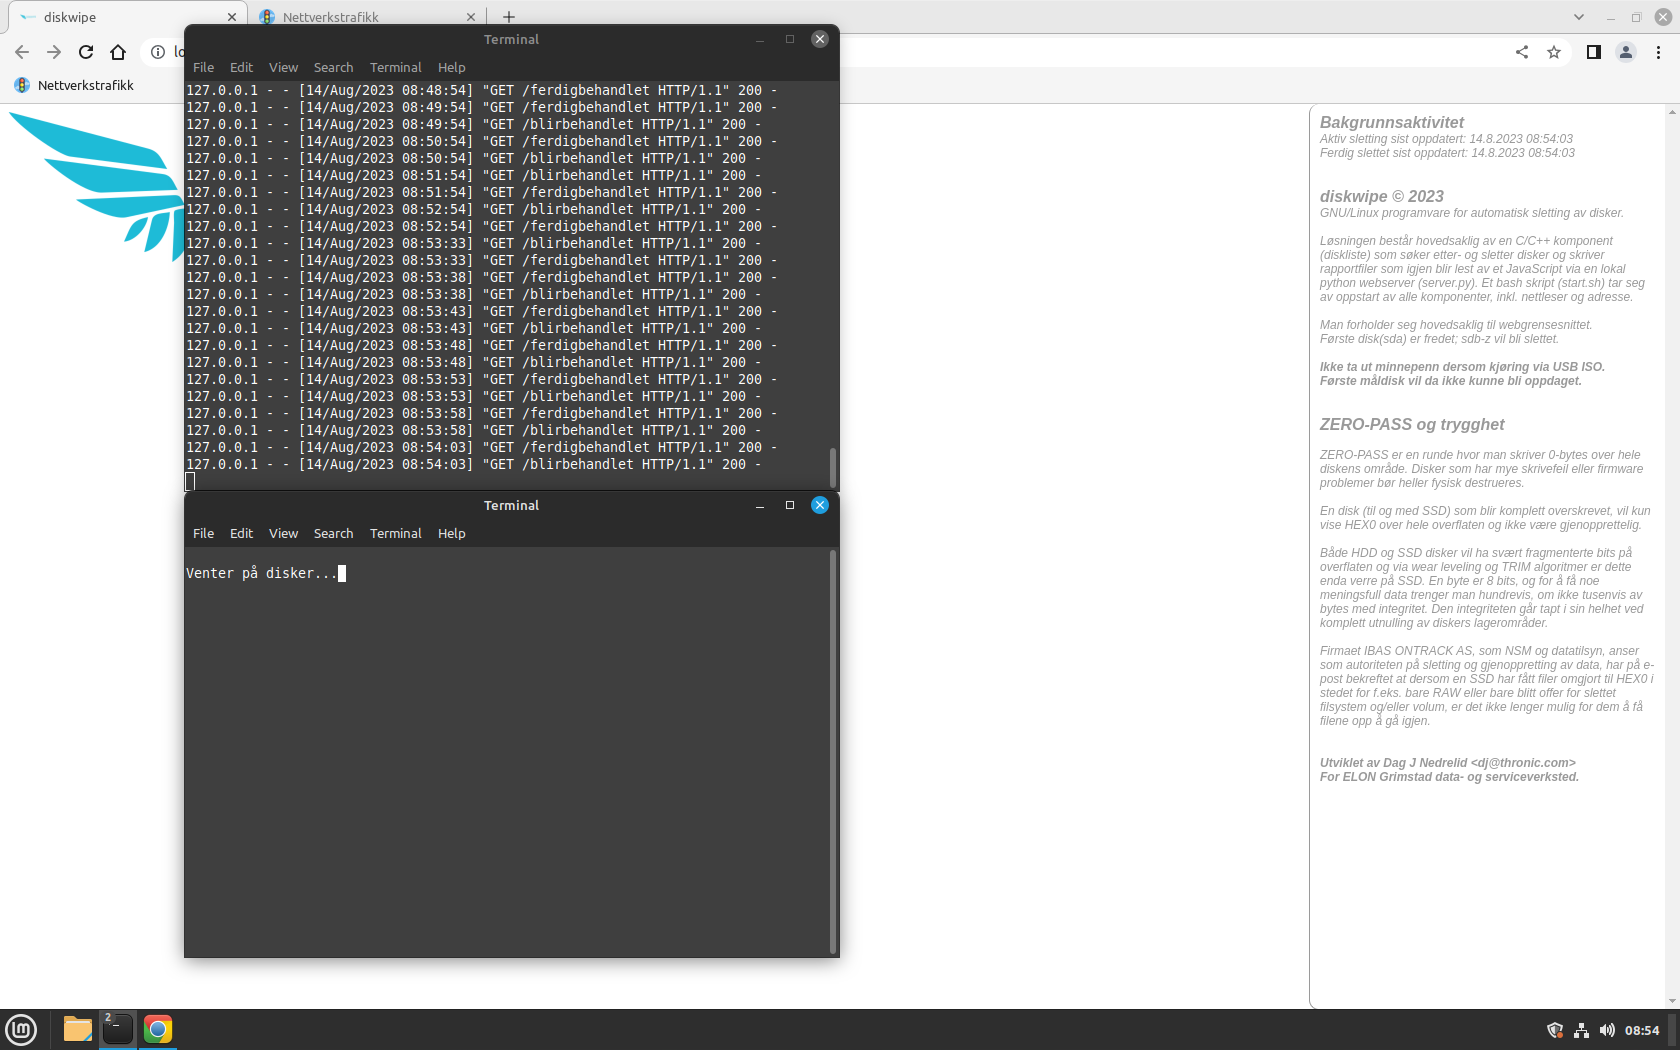 diskwipe
Nettverkstrafikk
Nettverkstrafikk
Terminal
File Edit View Search Terminal Help
127.0.0.1 - - [14/Aug/2023 08:48:54] "GET /ferdigbehandlet HTTP/1.1" 200 -
127.0.0.1 - - [14/Aug/2023 08:49:54] "GET /ferdigbehandlet HTTP/1.1" 200 -
127.0.0.1 - - [14/Aug/2023 08:49:54] "GET /blirbehandlet HTTP/1.1" 200 -
127.0.0.1 - - [14/Aug/2023 08:50:54] "GET /ferdigbehandlet HTTP/1.1" 200 -
127.0.0.1 - - [14/Aug/2023 08:50:54] "GET /blirbehandlet HTTP/1.1" 200 -
127.0.0.1 - - [14/Aug/2023 08:51:54] "GET /blirbehandlet HTTP/1.1" 200 -
127.0.0.1 - - [14/Aug/2023 08:51:54] "GET /ferdigbehandlet HTTP/1.1" 200 -
127.0.0.1 - - [14/Aug/2023 08:52:54] "GET /blirbehandlet HTTP/1.1" 200 -
127.0.0.1 - - [14/Aug/2023 08:52:54] "GET /ferdigbehandlet HTTP/1.1" 200 -
127.0.0.1 - - [14/Aug/2023 08:53:33] "GET /blirbehandlet HTTP/1.1" 200 -
127.0.0.1 - - [14/Aug/2023 08:53:33] "GET /ferdigbehandlet HTTP/1.1" 200 -
127.0.0.1 - - [14/Aug/2023 08:53:38] "GET /ferdigbehandlet HTTP/1.1" 200 -
127.0.0.1 - - [14/Aug/2023 08:53:38] "GET /blirbehandlet HTTP/1.1" 200 -
127.0.0.1 - - [14/Aug/2023 08:53:43] "GET /ferdigbehandlet HTTP/1.1" 200 -
127.0.0.1 - - [14/Aug/2023 08:53:43] "GET /blirbehandlet HTTP/1.1" 200 -
127.0.0.1 - - [14/Aug/2023 08:53:48] "GET /ferdigbehandlet HTTP/1.1" 200 -
127.0.0.1 - - [14/Aug/2023 08:53:48] "GET /blirbehandlet HTTP/1.1" 200 -
127.0.0.1 - - [14/Aug/2023 08:53:53] "GET /ferdigbehandlet HTTP/1.1" 200 -
127.0.0.1 - - [14/Aug/2023 08:53:53] "GET /blirbehandlet HTTP/1.1" 200 -
127.0.0.1 - - [14/Aug/2023 08:53:58] "GET /ferdigbehandlet HTTP/1.1" 200 -
127.0.0.1 - - [14/Aug/2023 08:53:58] "GET /blirbehandlet HTTP/1.1" 200 -
127.0.0.1 - - [14/Aug/2023 08:54:03] "GET /ferdigbehandlet HTTP/1.1" 200 -
127.0.0.1 - - [14/Aug/2023 08:54:03] "GET /blirbehandlet HTTP/1.1" 200 -
Terminal
File Edit View Search Terminal Help
Venter på disker...
Bakgrunnsaktivitet
Aktiv sletting sist oppdatert: 14.8.2023 08:54:03
Ferdig slettet sist oppdatert: 14.8.2023 08:54:03
diskwipe © 2023
GNU/Linux programvare for automatisk sletting av disker.
Løsningen består hovedsaklig av en C/C++ komponent
(diskliste) som søker etter- og sletter disker og skriver
rapportfiler som igjen blir lest av et JavaScript via en lokal
python webserver (server.py). Et bash skript (start.sh) tar seg
av oppstart av alle komponenter, inkl. nettleser og adresse.
Man forholder seg hovedsaklig til webgrensesnittet.
Første disk(sda) er fredet; sdb-z vil bli slettet.
Ikke ta ut minnepenn dersom kjøring via USB ISO.
Første måldisk vil da ikke kunne bli oppdaget.
ZERO-PASS og trygghet
ZERO-PASS er en runde hvor man skriver 0-bytes over hele
diskens område. Disker som har mye skrivefeil eller firmware
problemer bør heller fysisk destrueres.
En disk (til og med SSD) som blir komplett overskrevet, vil kun
vise HEX0 over hele overflaten og ikke være gjenopprettelig.
Både HDD og SSD disker vil ha svært fragmenterte bits på
overflaten og via wear leveling og TRIM algoritmer er dette
enda verre på SSD. En byte er 8 bits, og for å få noe
meningsfull data trenger man hundrevis, om ikke tusenvis av
bytes med integritet. Den integriteten går tapt i sin helhet ved
komplett utnulling av diskers lagerområder.
Firmaet IBAS ONTRACK AS, som NSM og datatilsyn, anser
som autoriteten på sletting og gjenoppretting av data, har på e-
post bekreftet at dersom en SSD har fått filer omgjort til HEX0 i
stedet for f.eks. bare RAW eller bare blitt offer for slettet
filsystem og/eller volum, er det ikke lenger mulig for dem å få
filene opp å gå igjen.
Utviklet av Dag J Nedrelid <dj@thronic.com>
For ELON Grimstad data- og serviceverksted.
2
08:54